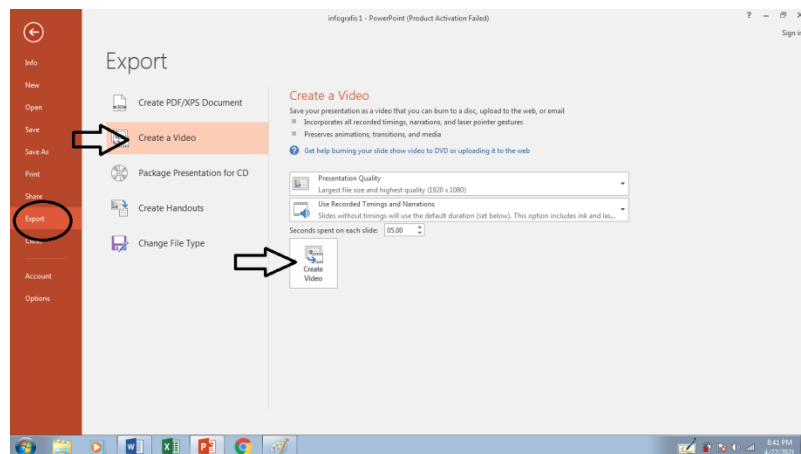 infografis 1 - PowerPoint (Product Activation Failed)
Sign in
Info
New
Open
Save
Save As
Print
Share
Export
Close
Account
Options
Export
Create PDF/XPS Document
Create a Video
Package Presentation for CD
Create Handouts
Change File Type
Create a Video
Save your presentation as a video that you can burn to a disc, upload to the web, or email
Incorporates all recorded timings, narrations, and laser pointer gestures
Preserves animations, transitions, and media
Get help burning your slide show video to DVD or uploading it to the web
Presentation Quality
Largest file size and highest quality (1920 x 1080)
Use Recorded Timings and Narrations
Slides without timings will use the default duration (set below). This option includes ink and las...
Seconds spent on each slide: 05.00
Create
Video
8:41 PM
4/22/2021